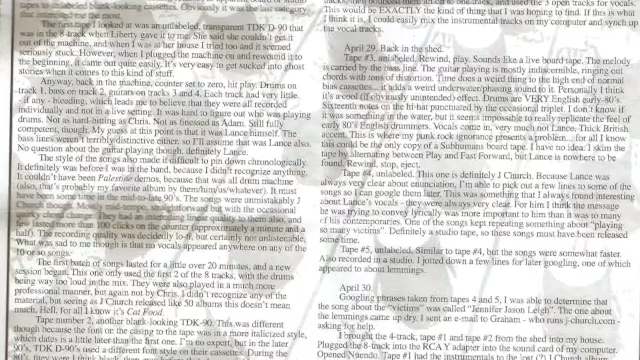 tapes to unlabeled blank-looking cassettes. Obviously it was the last category
me the most.
The first tape I looked at was an unlabeled, transparent TDK D-90 that
was in the 8-track when Liberty gave it to me. She said she couldn't get it
out of the machine, and when I was at her house I tried too and it seemed
seriously stuck. However, when I plugged the machine on and rewound it to
the beginning, it came out quite easily. It's very easy to get sucked into ghost
stories when it comes to this kind of stuff.
Anyway, back in the machine, counter set to zero, hit play. Drums on
track 1, bass on track 2, guitars on tracks 3 and 4. Each track had very little
- if any - bleeding, which leads me to believe that they were all recorded
individually and not in a live setting. It was hard to figure out who was playing
drums. Not as hard-hitting as Chris. Not as finessed as Adam. Still fully
competent, though. My guess at this point is that it was Lance himself. The
bass lines weren't terribly distinctive either, so I'll assume that was Lance also.
No question about the guitar playing though, definitely Lance.
The style of the songs also made it difficult to pin down chronologically.
It definitely was before I was in the band, because I didn't recognize anything.
It couldn't have been Palestine demos, because that was all drum machine
(also, that's probably my favorite album by them/him/us/whatever). It must
have been some time in the mid-to-late 90's. The songs were unmistakably J
Church though. Mostly mid-tempo, straightforward but with the occasional
They had an interesting quality to them also, and
few lasted more than 100 clicks on the counter (approximately a minute and a
half). The recording quality was decidedly lo-fi, but certainly not unlistenable.
What was sad to me though is that no vocals appeared anywhere on any of the
10 or so songs.
The first batch of songs lasted for a little over 20 minutes, and a new
session began. This one only used the first 2 of the 8 tracks, with the drums
being way too loud in the mix. They were also played in a much more
professional manner, but again not by Chris. I didn't recognize any of the
material, but seeing as J Church released like 50 albums this doesn't mean
much. Hell, for all I know it's Cat Food.
Tape number 2, another blank-looking TDK-90. This was different
though because the font on the casing to the tape was in a more italicized style,
which dates it a little later than the first one. I'm no expert, but in the later
90's, TDK D-90's used a different font style on their cassettes. During the
track, and use the 3 open tracks for vocals.
This would be EXACTLY the kind of thing that I was hoping to find. If this is what
I think it is, I could easily mix the instrumental tracks on my computer and synch up
the vocal tracks.
April 29. Back in the shed.
Tape #3, unlabeled. Rewind, play. Sounds like a live board tape. The melody
is carried by the bass line. The guitar playing is mostly indiscernible, ringing out
chords with tons of distortion. Time does a weird thing to the high end of normal
bias cassettes... it adds a weird underwater/phasing sound to it. Personally I think
it's a cool (if obviously unintended) effect. Drums are VERY English early-80's.
Sixteenth notes on the hi-hat punctuated by the occasional triplet. I don't know if
it was something in the water, but it seems impossible to really replicate the feel of
early 80's English drummers. Vocals come in, very much not Lance. Thick British
accent. This is where my punk rock ignorance presents a problem...for all I know
this could be the only copy of a Subhumans board tape. I have no idea. I skim the
tape by alternating between Play and Fast Forward, but Lance is nowhere to be
found. Rewind, stop, eject.
Tape #4, unlabeled. This one is definitely J Church. Because Lance was
always very clear about enunciation, I'm able to pick out a few lines to some of the
songs so I can google them later. This was something that I always found interesting
about Lance's vocals - they were always very clear. For him I think the message
he was trying to convey lyrically was more important to him than it was to many
of his contemporaries. One of the songs kept repeating something about "playing
so many victims". Definitely a studio tape, so these songs must have been released
some time.
Tape #5, unlabeled. Similar to tape #4, but the songs were somewhat faster.
Also recorded in a studio. I jotted down a few lines for later googling, one of which
appeared to about lemmings.
April 30.
Googling phrases taken from tapes 4 and 5, I was able to determine that
the song about the "victims" was called "Jennifer Jason Leigh". The one about
the lemmings came up dry. I sent an e-mail to Graham - who runs j-church.com -
asking for help.
I brought the 4-track, tape #1 and tape #2 from the shed into my house.
Plugged the 8-track into the RCAY adapter into the sound card of my computer.
Opened Nuendo. Tape #1 had the instrumentals to the lost